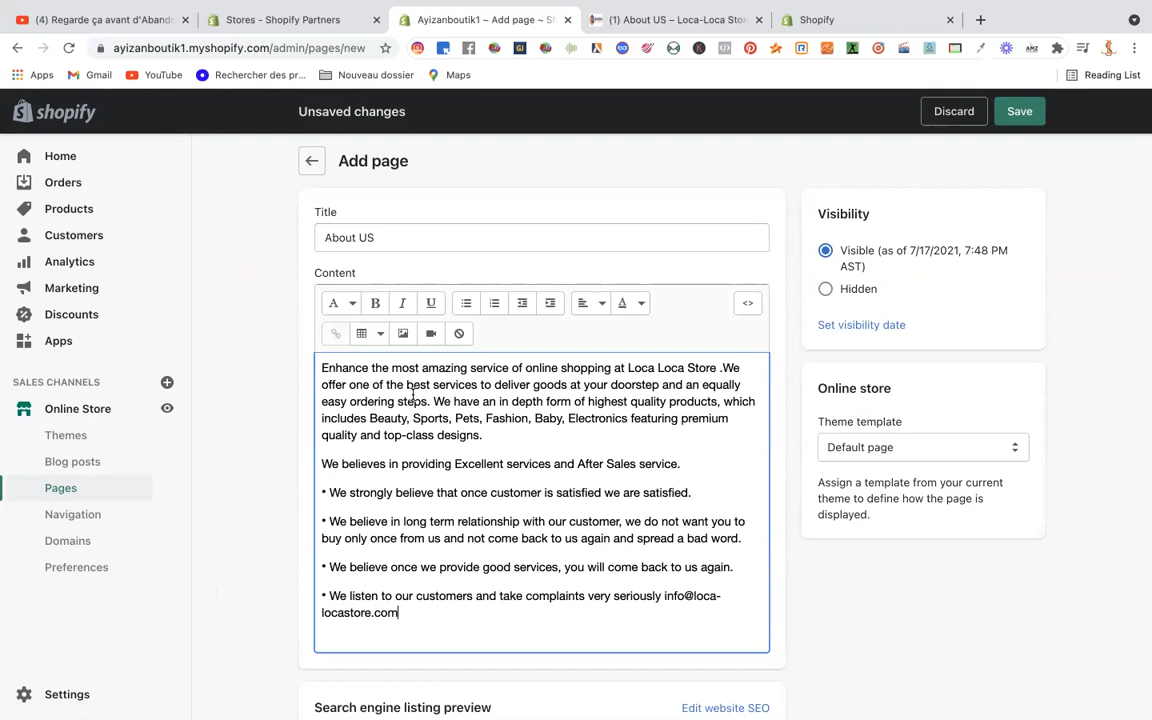 (4) Regarde ça avant d'Aband
Stores - Shopify Partners
Ayizanboutik1 ~ Add page ~ Sh
(1) About US – Loca-Loca Stor
Shopify
ayizanboutik1.myshopify.com/admin/pages/new
Apps
Gmail
YouTube
Rechercher des pr...
Nouveau dossier
Maps
Reading List
shopify
Unsaved changes
Discard
Save
Home
Orders
Products
Customers
Analytics
Marketing
Discounts
Apps
SALES CHANNELS
Online Store
Themes
Blog posts
Pages
Navigation
Domains
Preferences
Settings
Add page
Title
About US
Content
Enhance the most amazing service of online shopping at Loca Loca Store .We
offer one of the best services to deliver goods at your doorstep and an equally
easy ordering steps. We have an in depth form of highest quality products, which
includes Beauty, Sports, Pets, Fashion, Baby, Electronics featuring premium
quality and top-class designs.
We believes in providing Excellent services and After Sales service.
• We strongly believe that once customer is satisfied we are satisfied.
• We believe in long term relationship with our customer, we do not want you to
buy only once from us and not come back to us again and spread a bad word.
• We believe once we provide good services, you will come back to us again.
• We listen to our customers and take complaints very seriously info@loca-
locastore.com
Search engine listing preview
Edit website SEO
Visibility
Visible (as of 7/17/2021, 7:48 PM
AST)
Hidden
Set visibility date
Online store
Theme template
Default page
Assign a template from your current
theme to define how the page is
displayed.